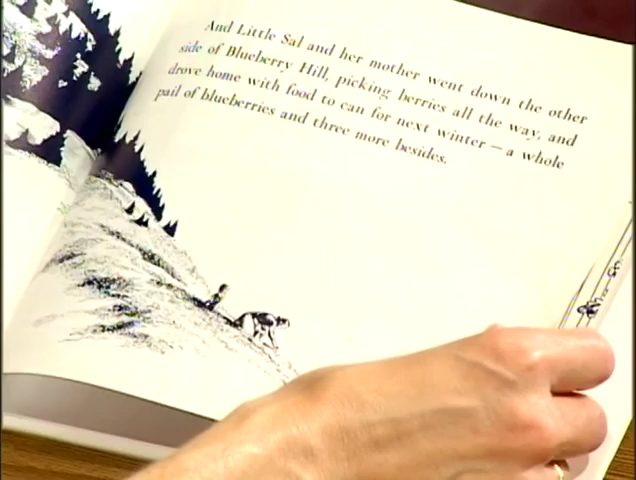 And Little Sal and her mother went down the other
side of Blueberry Hill, picking berries all the way, and
drove home with food to can for next winter — a whole
pail of blueberries and three more besides.